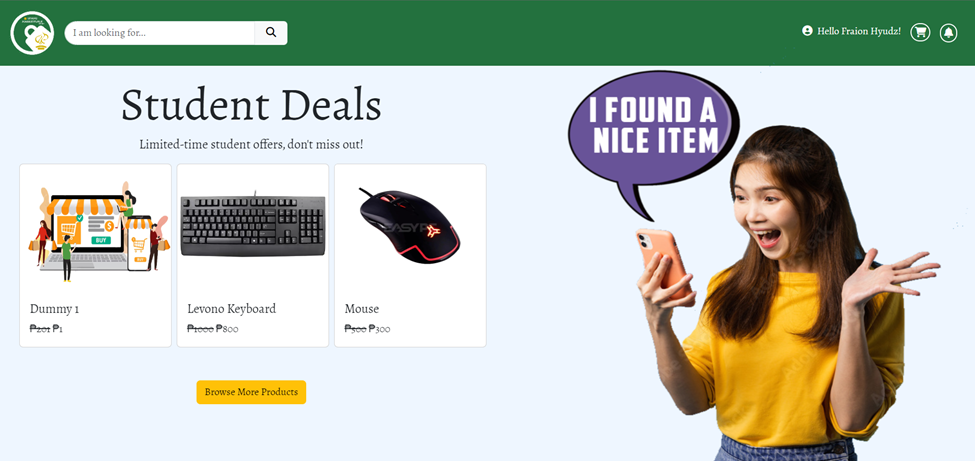 I am looking for...
Hello Fraion Hyudz!
Student Deals
Limited-time student offers, don't miss out!
I FOUND A
NICE ITEM
BUY
EASYPC
Dummy 1
₱201 ₱1
Levono Keyboard
₱1000 ₱800
Mouse
₱500 ₱300
Browse More Products